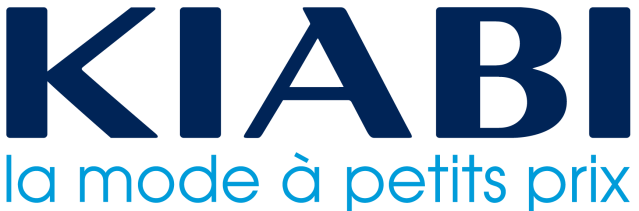 KIABI
la mode à petits prix